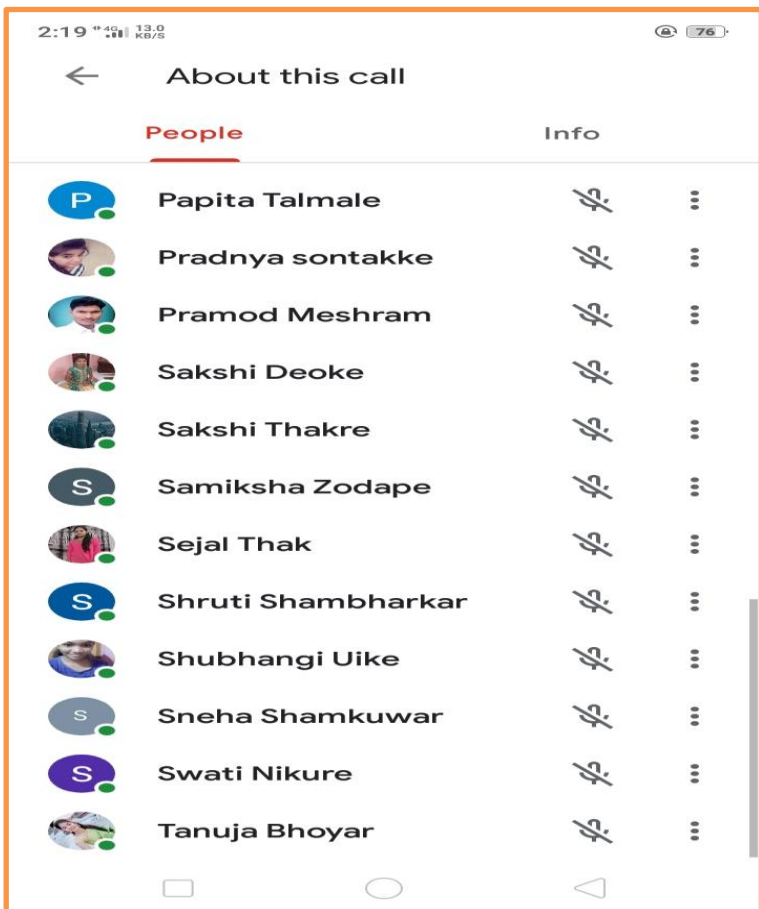 2:19 4G 13.0 KB/S 76
About this call
People Info
P Papita Talmale
Pradnya sontakke
Pramod Meshram
Sakshi Deoke
Sakshi Thakre
S Samiksha Zodape
Sejal Thak
S Shruti Shambharkar
Shubhangi Uike
S Sneha Shamkuwar
S Swati Nikure
Tanuja Bhoyar